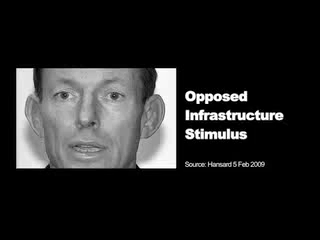 Opposed
Infrastructure
Stimulus
Source: Hansard 5 Feb 2009